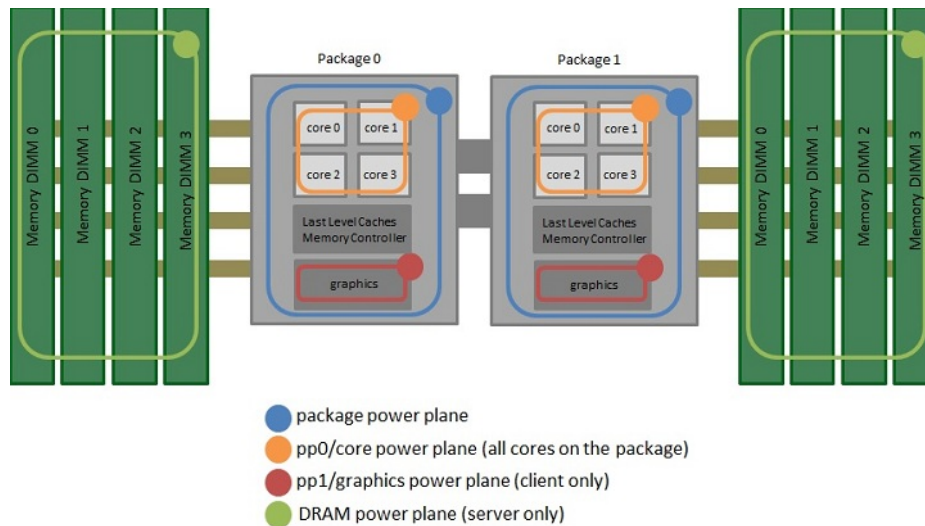 Package 0
Package 1
Memory DIMM 0
Memory DIMM 1
Memory DIMM 2
Memory DIMM 3
core 0
core 1
core 2
core 3
Last Level Caches
Memory Controller
graphics
core 0
core 1
core 2
core 3
Last Level Caches
Memory Controller
graphics
Memory DIMM 0
Memory DIMM 1
Memory DIMM 2
Memory DIMM 3
package power plane
pp0/core power plane (all cores on the package)
pp1/graphics power plane (client only)
DRAM power plane (server only)